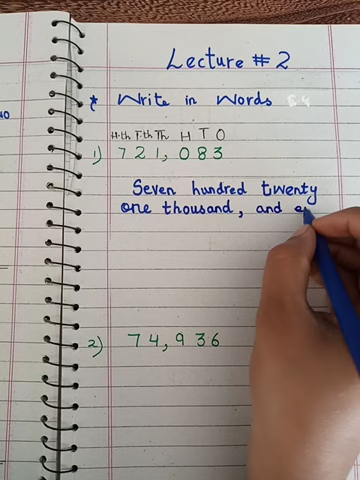 Lecture # 2
* Write in Words
H.th T.th Th H T O
1) 721,083
Seven hundred twenty
one thousand, and
2) 74,936